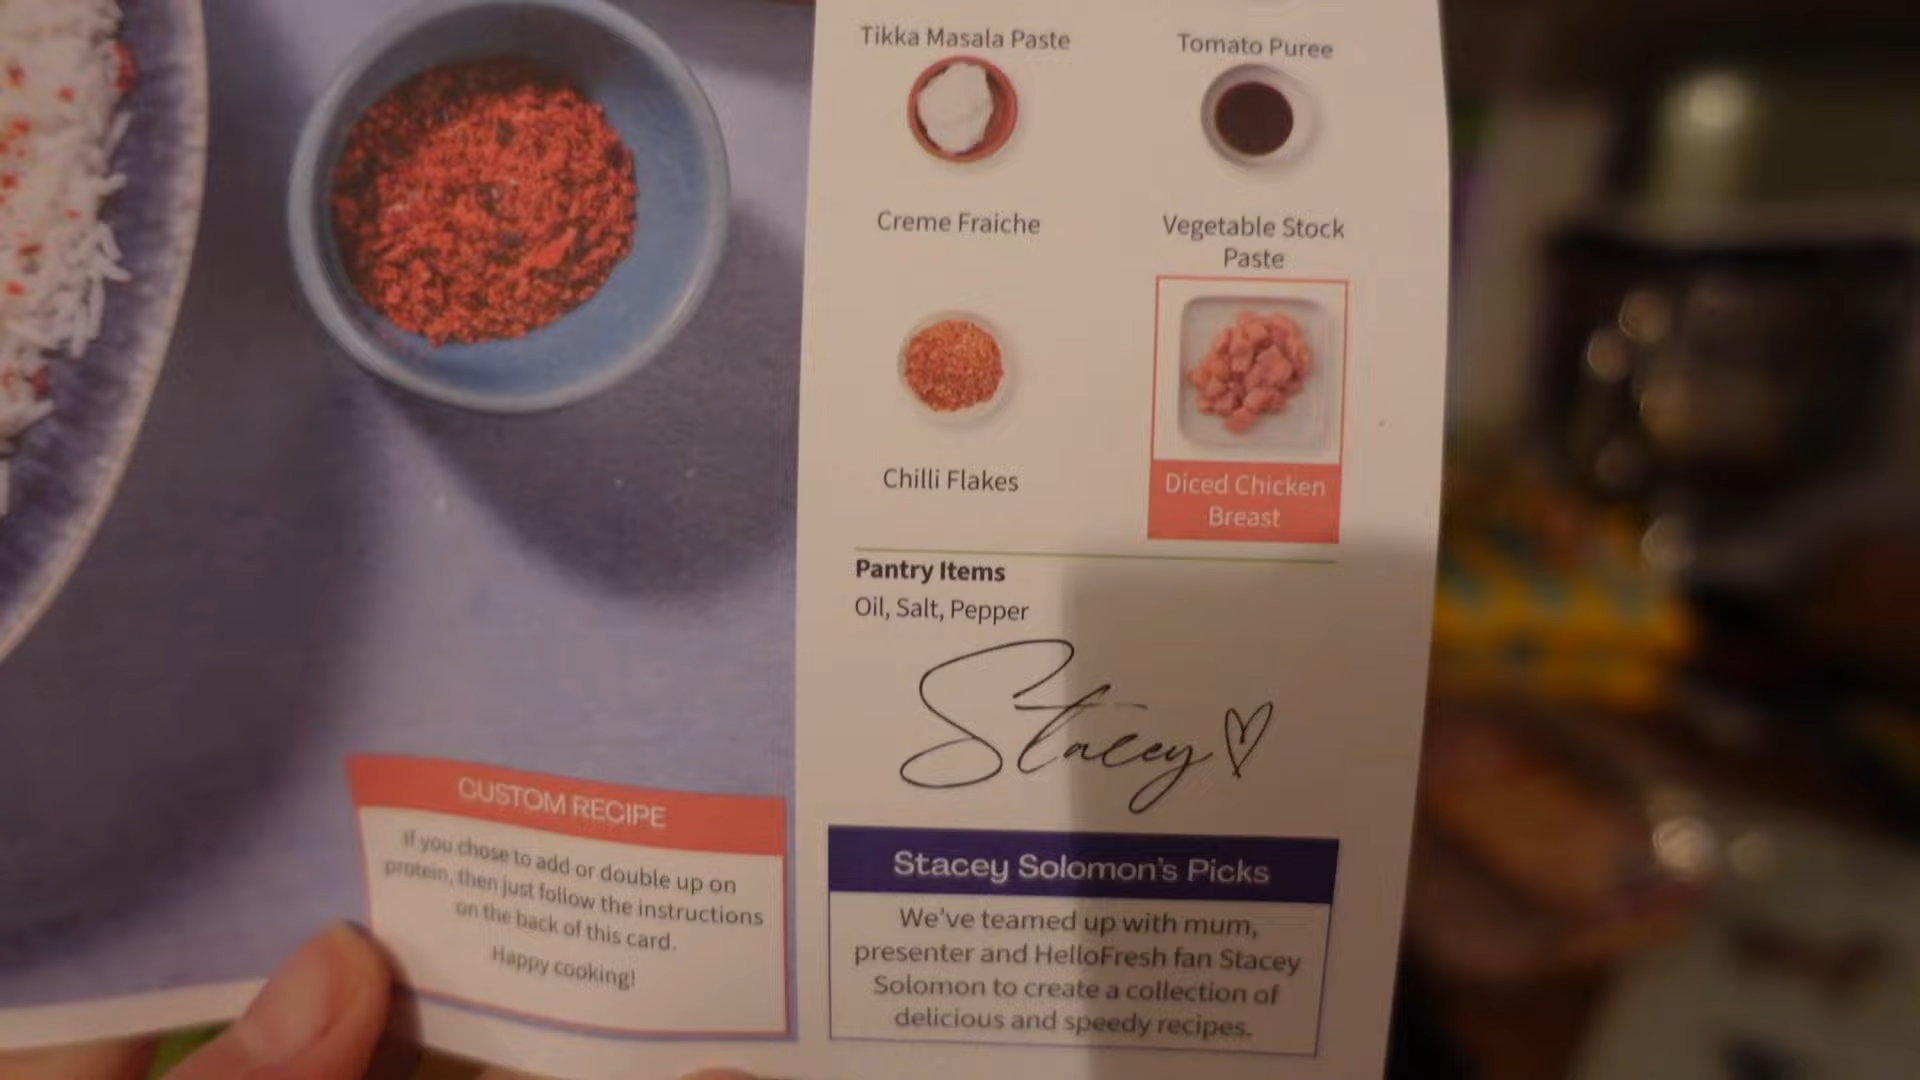 Tikka Masala Paste
Tomato Puree
Creme Fraiche
Vegetable Stock
Paste
Chilli Flakes
Diced Chicken
Breast
Pantry Items
Oil, Salt, Pepper
Stacey
CUSTOM RECIPE
If you chose to add or double up on
protein, then just follow the instructions
on the back of this card.
Happy cooking!
Stacey Solomon's Picks
We've teamed up with mum,
presenter and HelloFresh fan Stacey
Solomon to create a collection of
delicious and speedy recipes.